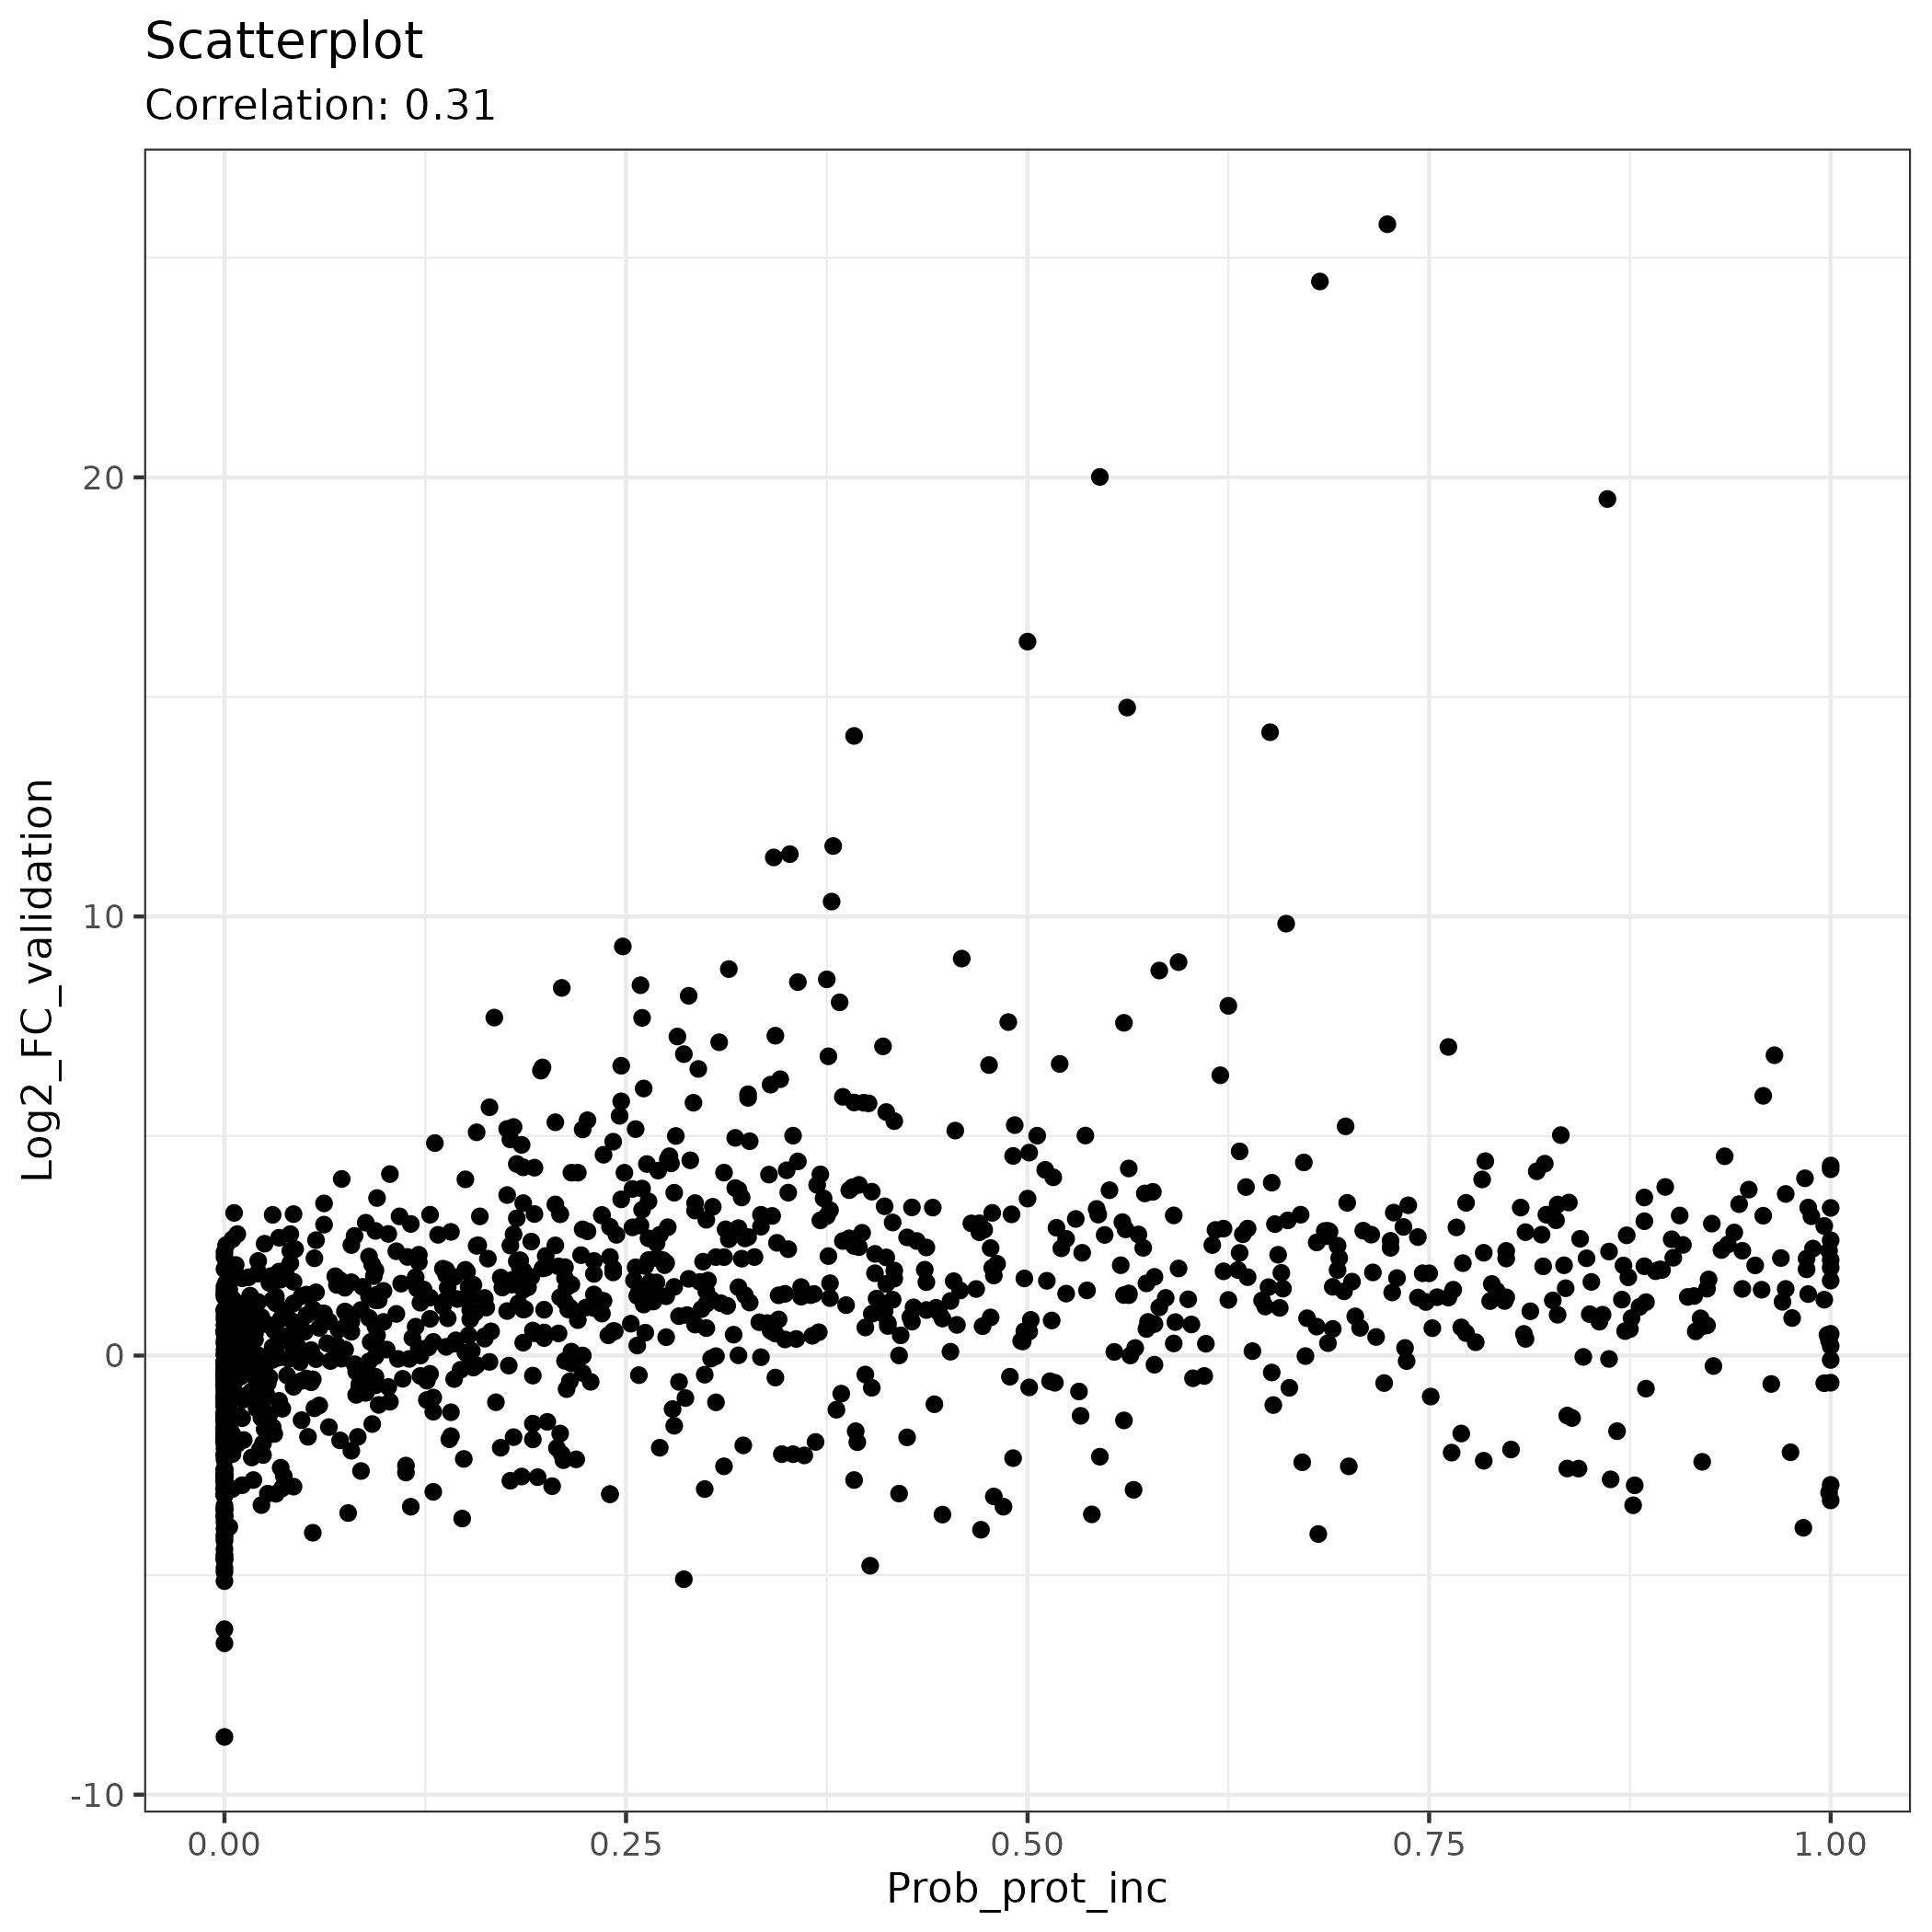 Scatterplot
Correlation: 0.31
Log2_FC_validation
20
10
0
-10
0.00 0.25 0.50 0.75 1.00
Prob_prot_inc